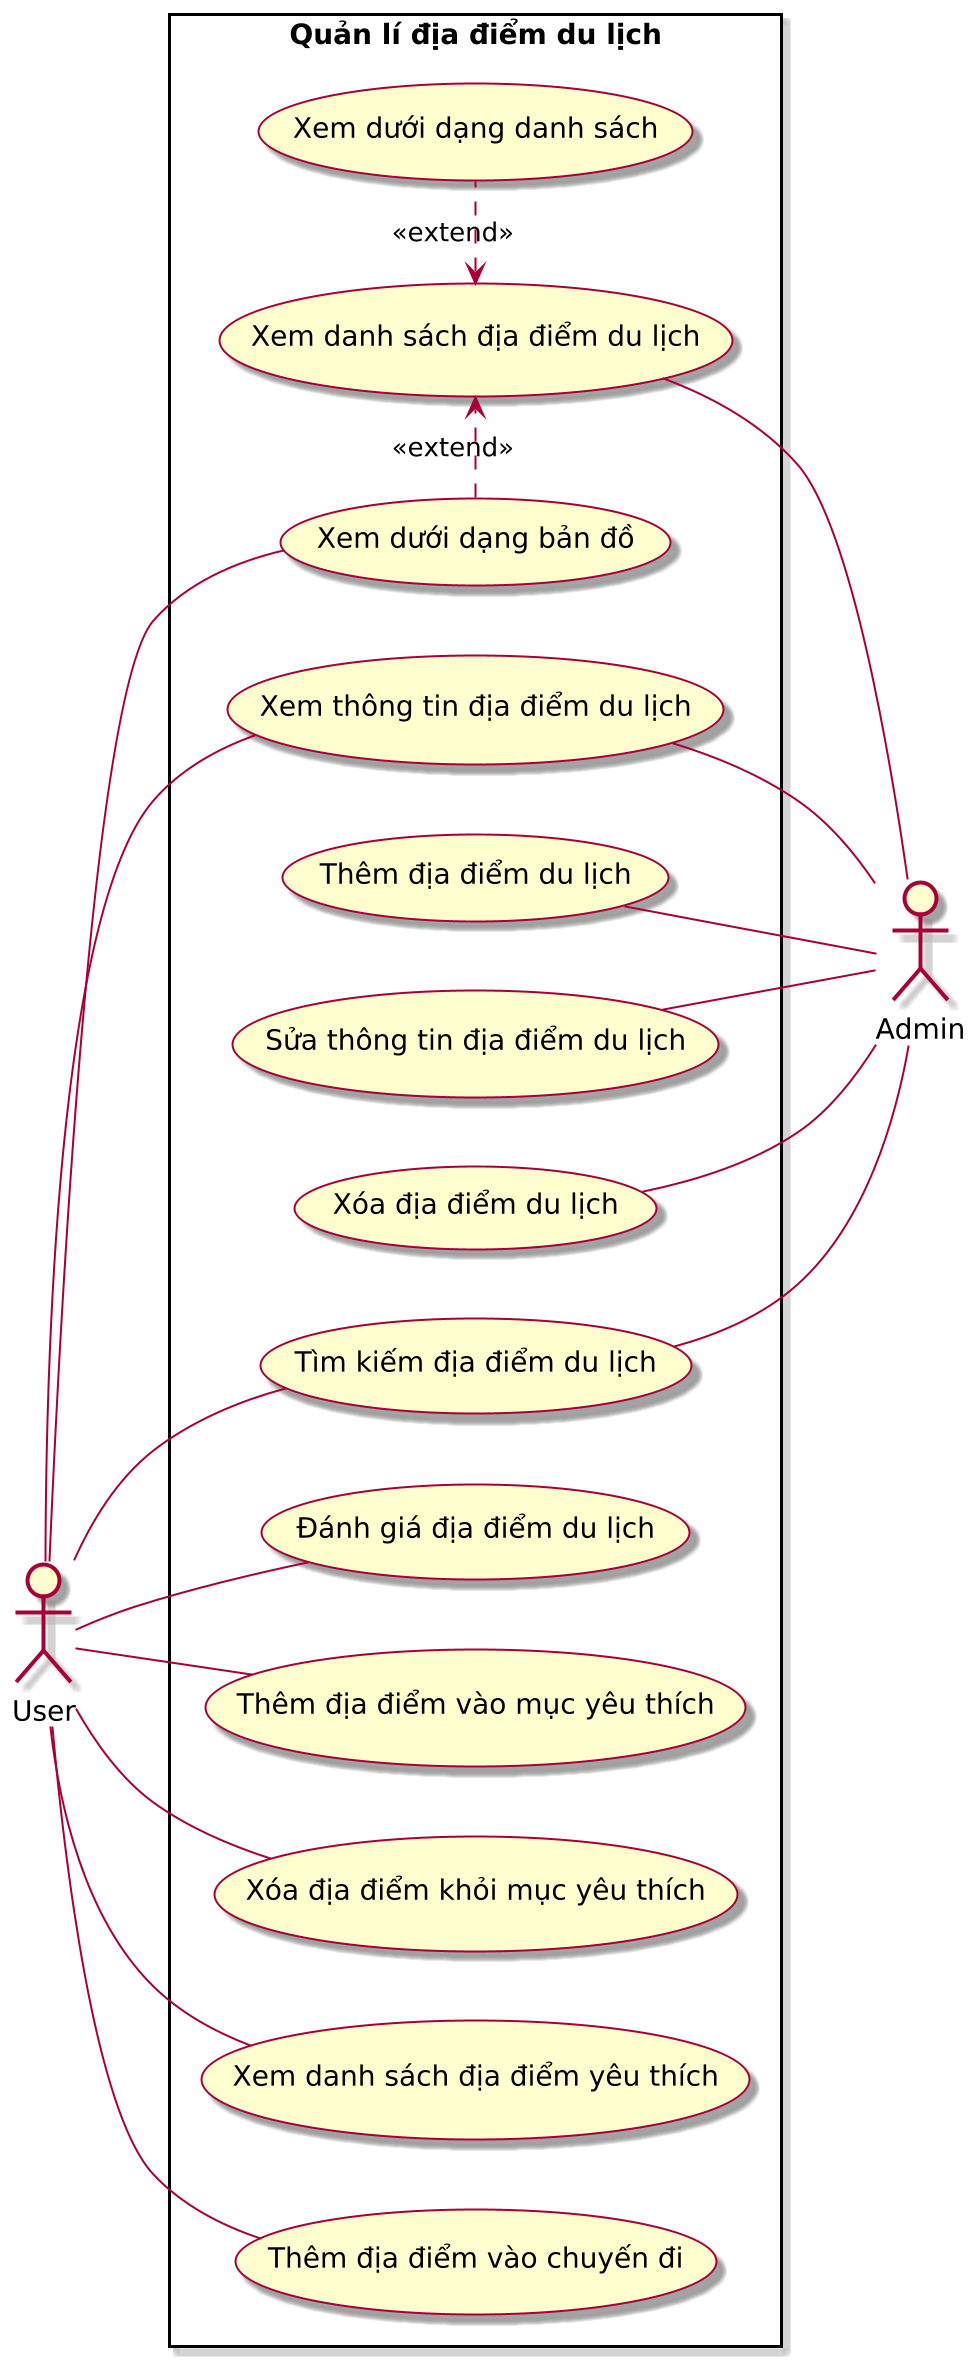 Quản lí địa điểm du lịch
Xem dưới dạng danh sách
«extend»
Xem danh sách địa điểm du lịch
«extend»
Xem dưới dạng bản đồ
Xem thông tin địa điểm du lịch
Thêm địa điểm du lịch
Sửa thông tin địa điểm du lịch
Admin
Xóa địa điểm du lịch
Tìm kiếm địa điểm du lịch
Đánh giá địa điểm du lịch
Thêm địa điểm vào mục yêu thích
User
Xóa địa điểm khỏi mục yêu thích
Xem danh sách địa điểm yêu thích
Thêm địa điểm vào chuyến đi